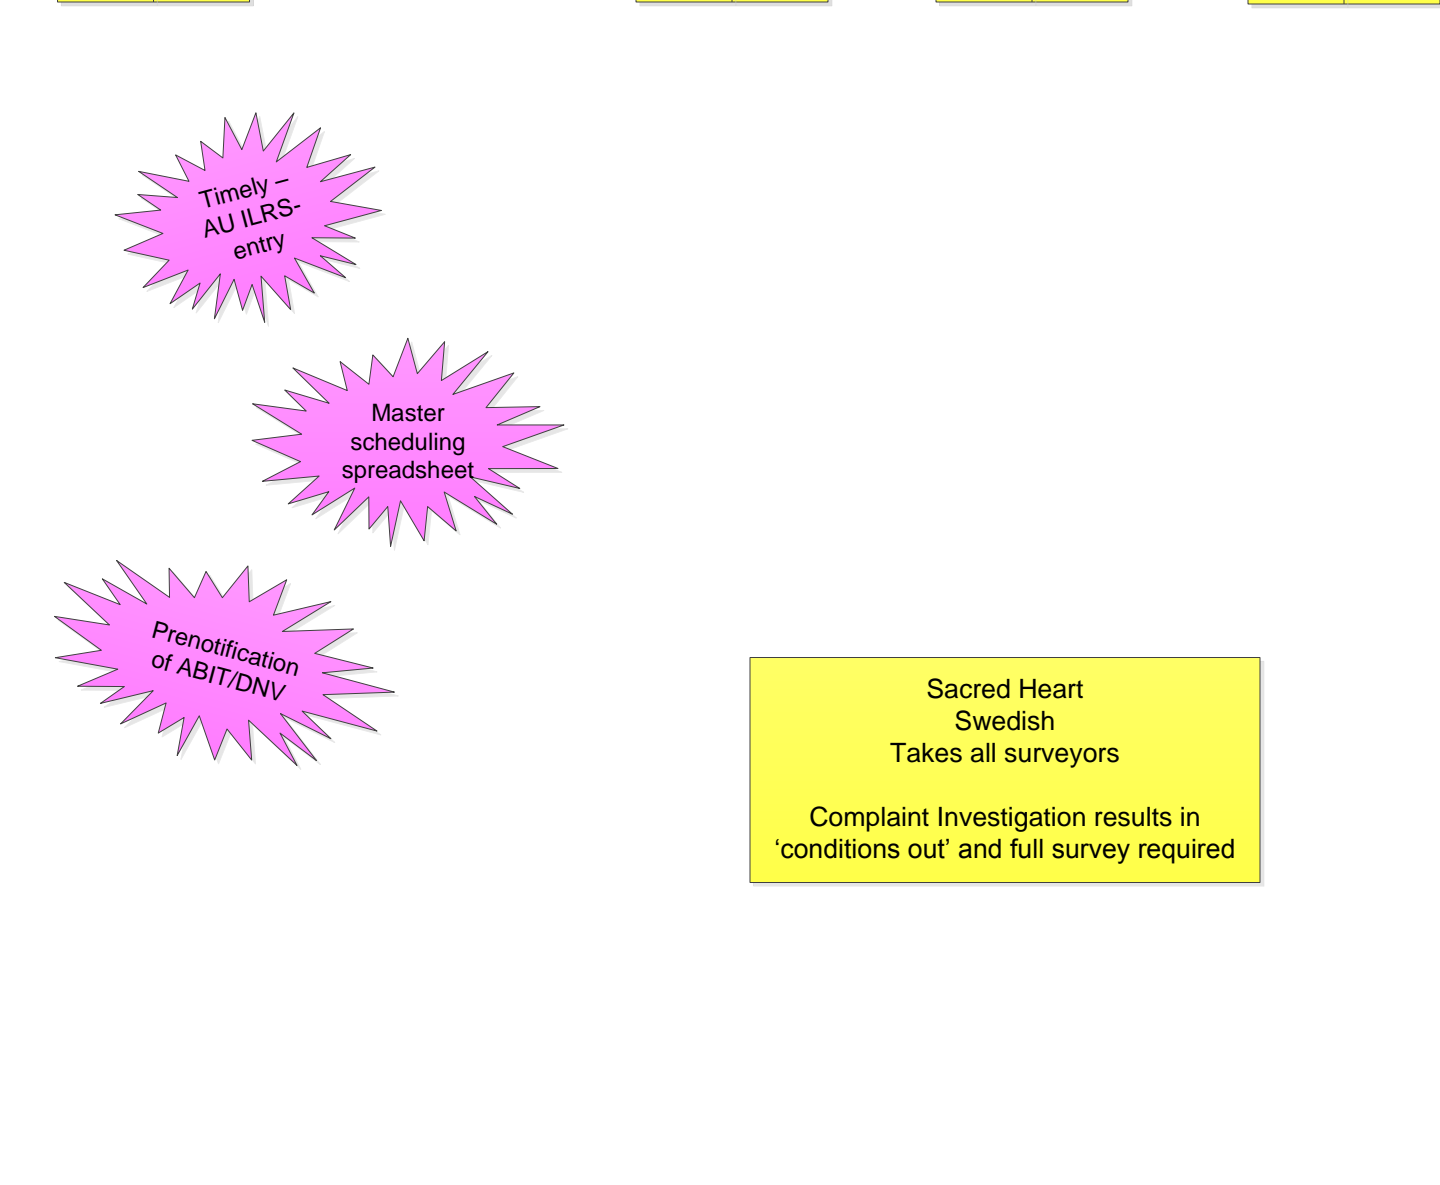 Timely –
AU ILRS-
entry
Master
scheduling
spreadsheet
Prenotification
of ABIT/DNV
Sacred Heart
Swedish
Takes all surveyors
Complaint Investigation results in
‘conditions out’ and full survey required